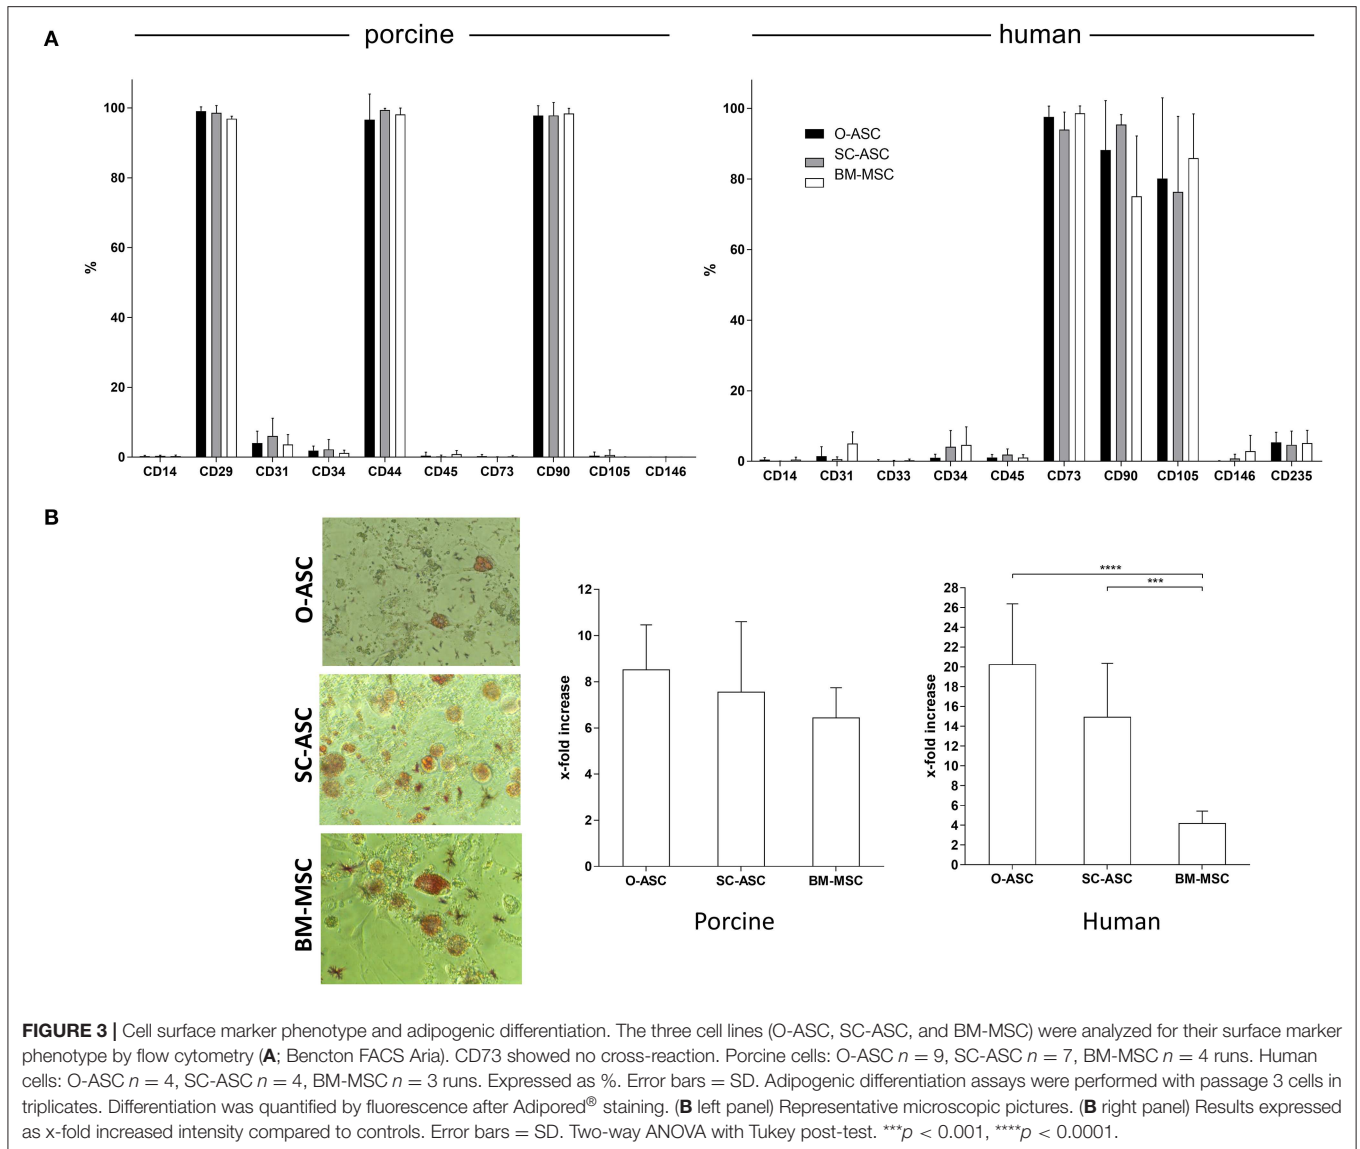 A
porcine
human
100
80
60
40
20
0
%
CD14 CD29 CD31 CD34 CD44 CD45 CD73 CD90 CD105 CD146
100
80
60
40
20
0
%
O-ASC
SC-ASC
BM-MSC
CD14 CD31 CD33 CD34 CD45 CD73 CD90 CD105 CD146 CD235
B
O-ASC
SC-ASC
BM-MSC
12
10
8
6
4
2
0
x-fold increase
O-ASC SC-ASC BM-MSC
Porcine
****
***
28
26
24
22
20
18
16
14
12
10
8
6
4
2
0
x-fold increase
O-ASC SC-ASC BM-MSC
Human
FIGURE 3 | Cell surface marker phenotype and adipogenic differentiation. The three cell lines (O-ASC, SC-ASC, and BM-MSC) were analyzed for their surface marker
phenotype by flow cytometry (A; Bencton FACS Aria). CD73 showed no cross-reaction. Porcine cells: O-ASC n = 9, SC-ASC n = 7, BM-MSC n = 4 runs. Human
cells: O-ASC n = 4, SC-ASC n = 4, BM-MSC n = 3 runs. Expressed as %. Error bars = SD. Adipogenic differentiation assays were performed with passage 3 cells in
triplicates. Differentiation was quantified by fluorescence after Adipored® staining. (B left panel) Representative microscopic pictures. (B right panel) Results expressed
as x-fold increased intensity compared to controls. Error bars = SD. Two-way ANOVA with Tukey post-test. ***p < 0.001, ****p < 0.0001.